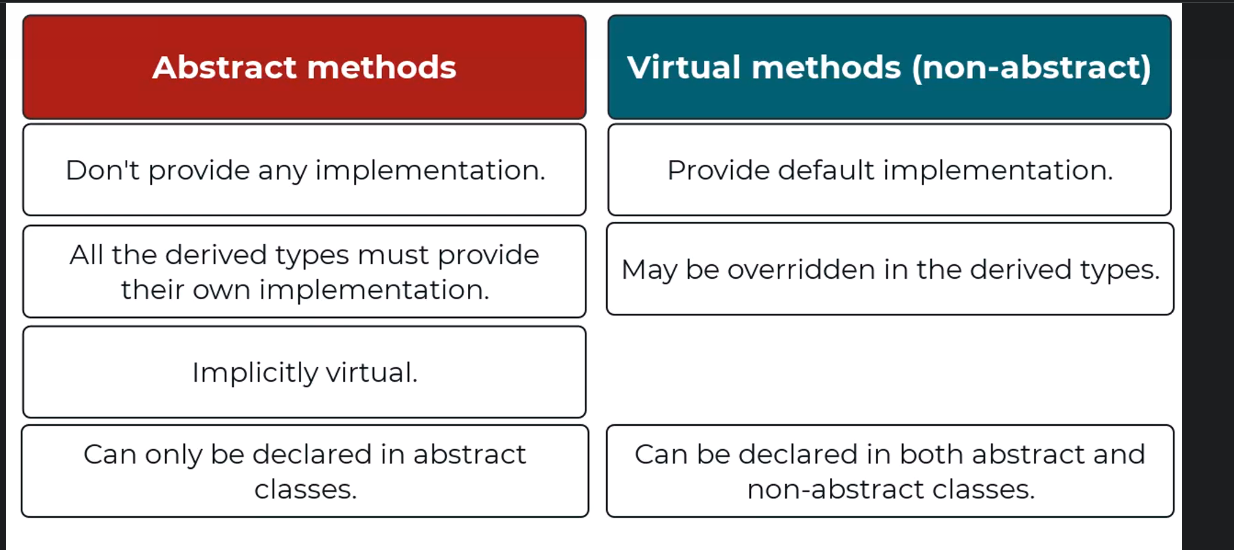 Abstract methods
Virtual methods (non-abstract)
Don't provide any implementation.
Provide default implementation.
All the derived types must provide
their own implementation.
May be overridden in the derived types.
Implicitly virtual.
Can only be declared in abstract
classes.
Can be declared in both abstract and
non-abstract classes.